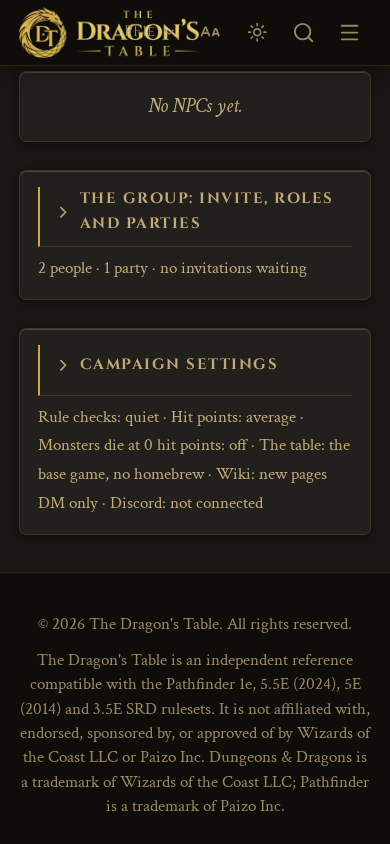 THE
DRAGON'S
TABLE
DT
AA
No NPCs yet.
THE GROUP: INVITE, ROLES
AND PARTIES
2 people · 1 party · no invitations waiting
CAMPAIGN SETTINGS
Rule checks: quiet · Hit points: average ·
Monsters die at 0 hit points: off · The table: the
base game, no homebrew · Wiki: new pages
DM only · Discord: not connected
© 2026 The Dragon's Table. All rights reserved.
The Dragon's Table is an independent reference
compatible with the Pathfinder 1e, 5.5E (2024), 5E
(2014) and 3.5E SRD rulesets. It is not affiliated with,
endorsed, sponsored by, or approved of by Wizards of
the Coast LLC or Paizo Inc. Dungeons & Dragons is
a trademark of Wizards of the Coast LLC; Pathfinder
is a trademark of Paizo Inc.